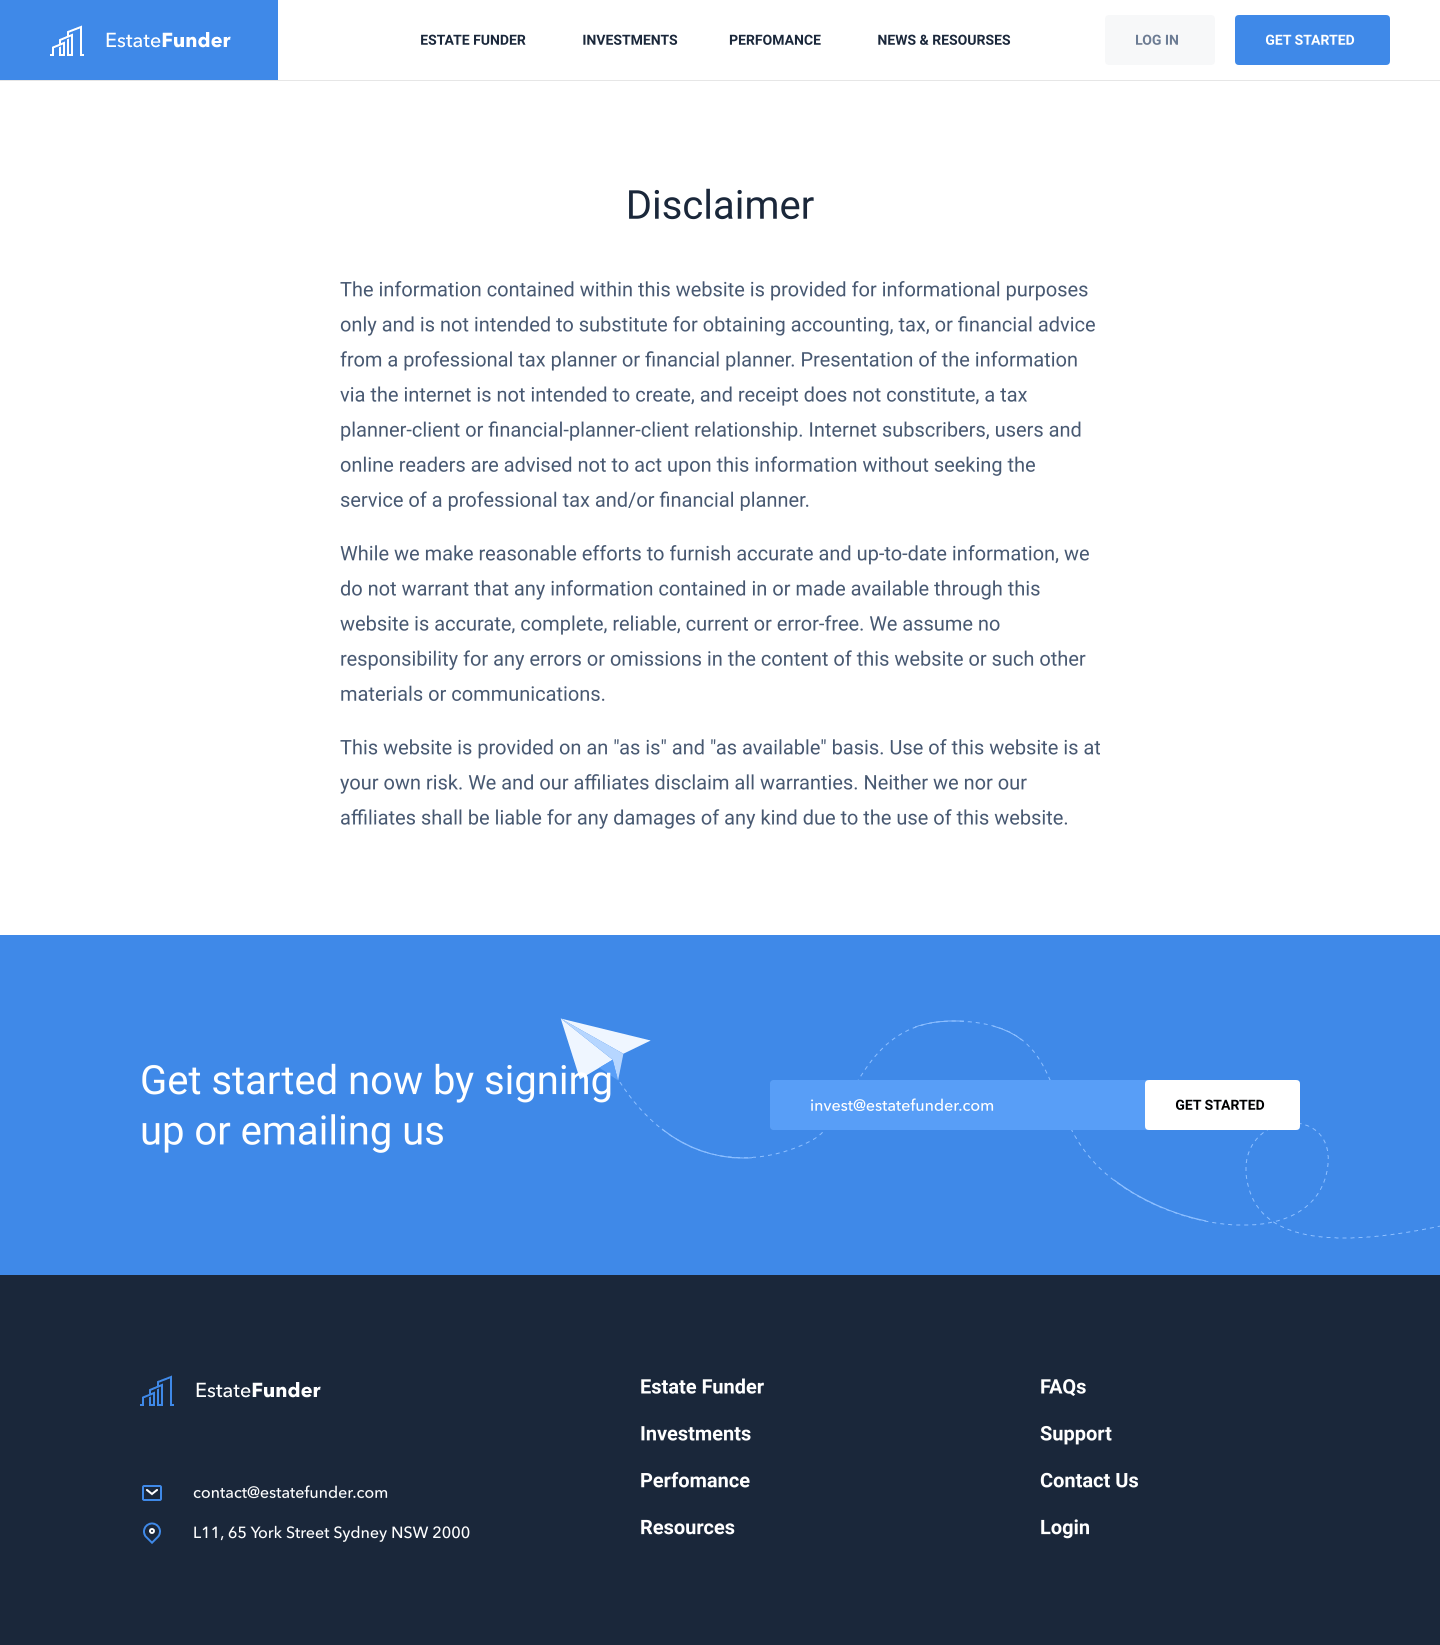 EstateFunder
ESTATE FUNDER
INVESTMENTS
PERFOMANCE
NEWS & RESOURSES
LOG IN
GET STARTED
Disclaimer
The information contained within this website is provided for informational purposes
only and is not intended to substitute for obtaining accounting, tax, or financial advice
from a professional tax planner or financial planner. Presentation of the information
via the internet is not intended to create, and receipt does not constitute, a tax
planner-client or financial-planner-client relationship. Internet subscribers, users and
online readers are advised not to act upon this information without seeking the
service of a professional tax and/or financial planner.
While we make reasonable efforts to furnish accurate and up-to-date information, we
do not warrant that any information contained in or made available through this
website is accurate, complete, reliable, current or error-free. We assume no
responsibility for any errors or omissions in the content of this website or such other
materials or communications.
This website is provided on an "as is" and "as available" basis. Use of this website is at
your own risk. We and our affiliates disclaim all warranties. Neither we nor our
affiliates shall be liable for any damages of any kind due to the use of this website.
Get started now by signing
up or emailing us
invest@estatefunder.com
GET STARTED
EstateFunder
contact@estatefunder.com
L11, 65 York Street Sydney NSW 2000
Estate Funder
Investments
Perfomance
Resources
FAQs
Support
Contact Us
Login